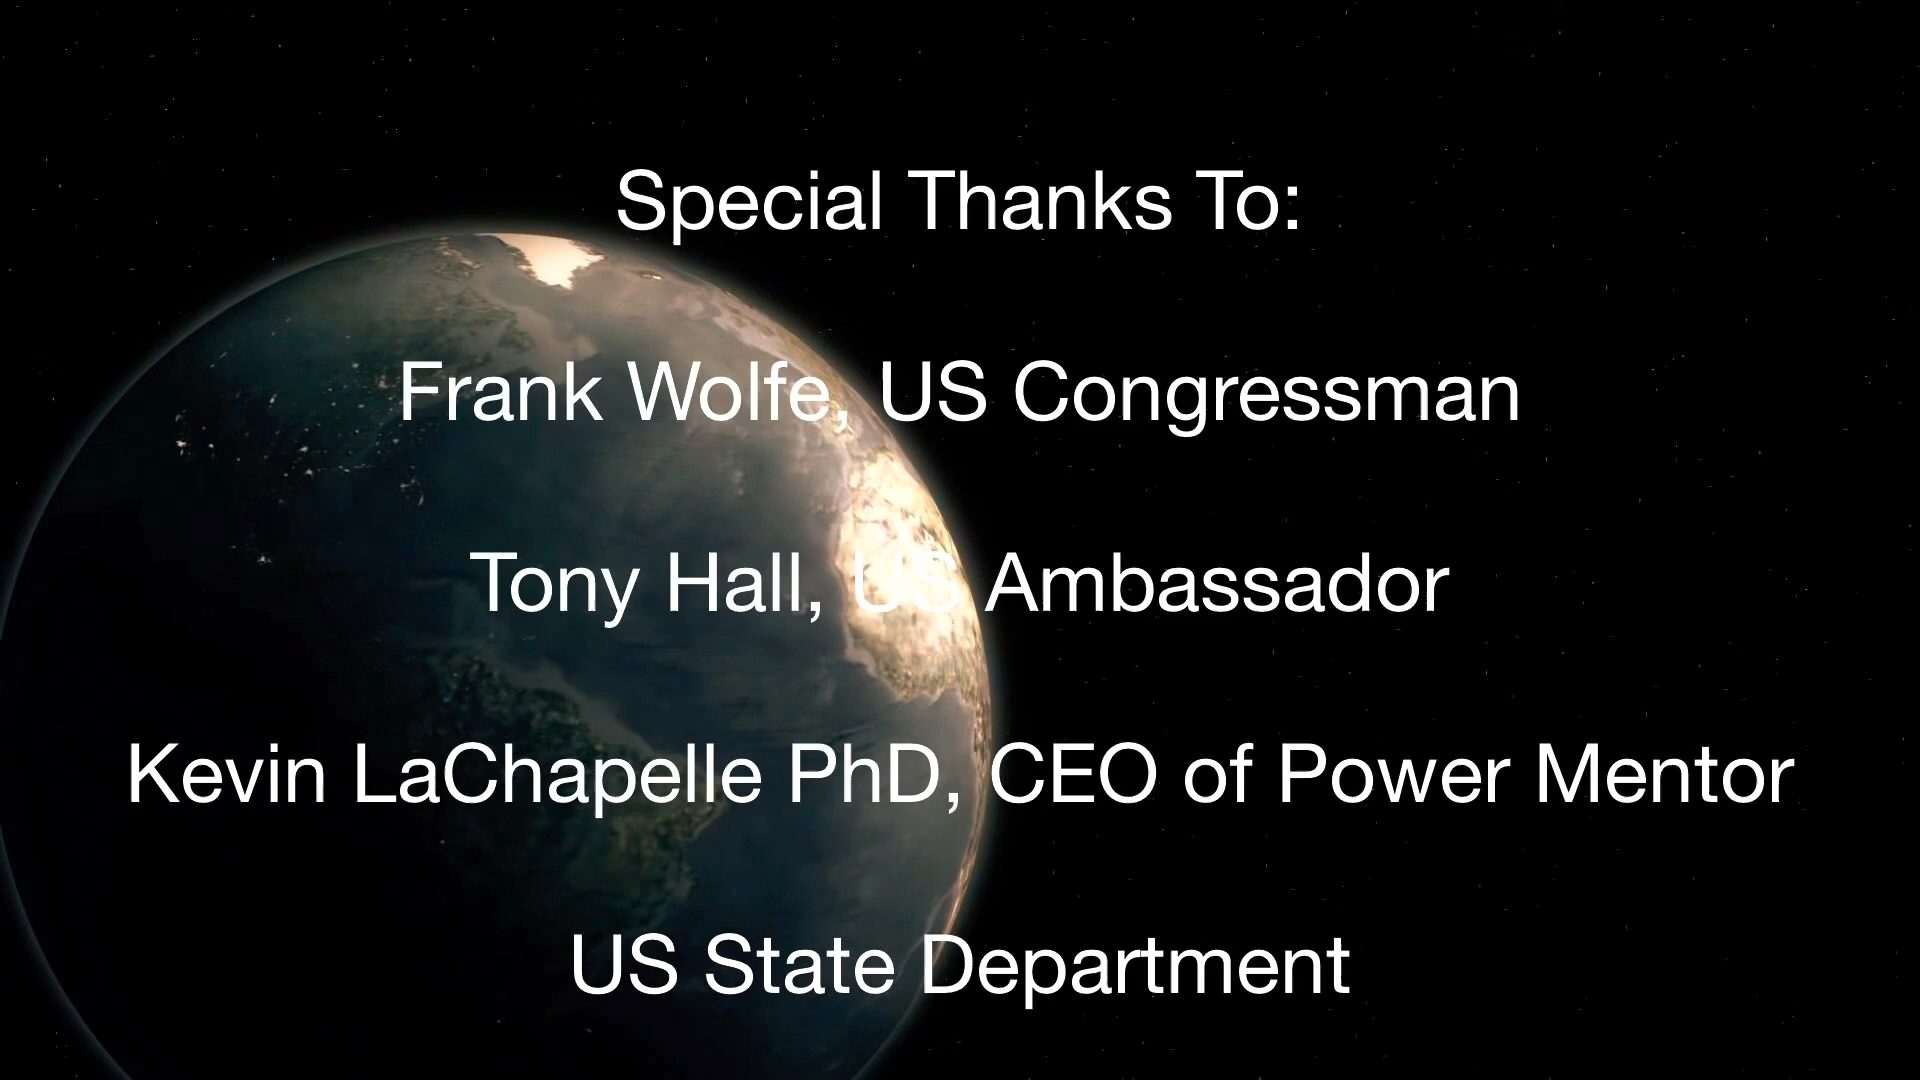 Special Thanks To:
Frank Wolfe, US Congressman
Tony Hall, US Ambassador
Kevin LaChapelle PhD, CEO of Power Mentor
US State Department